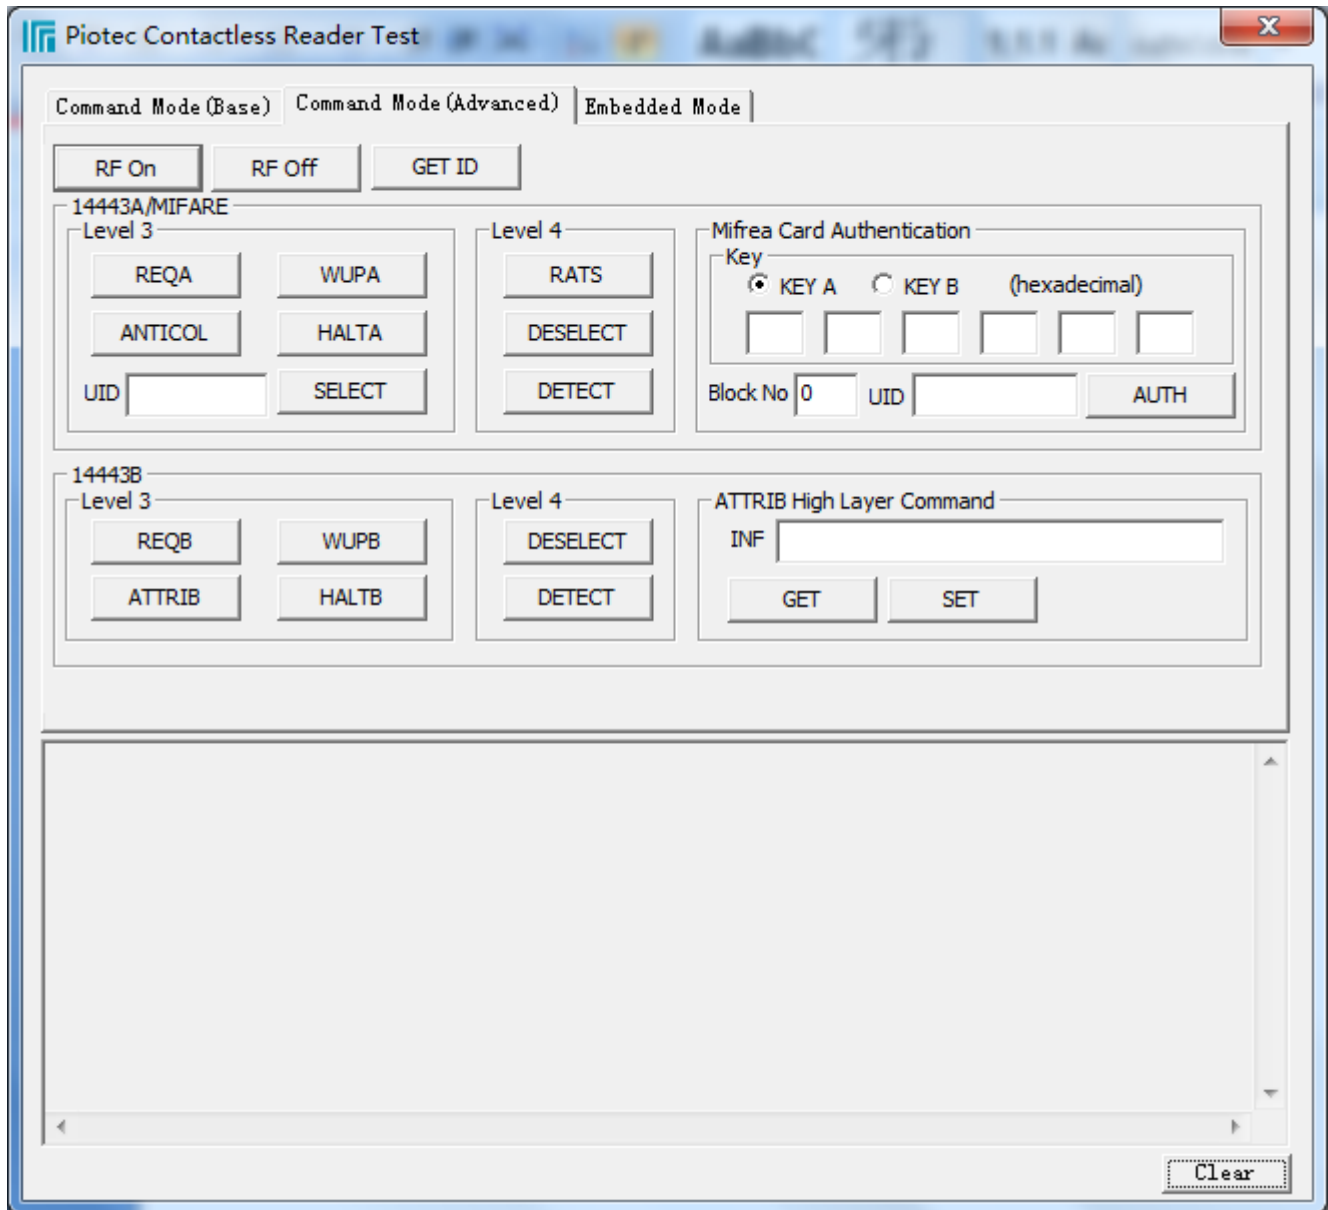 Piotec Contactless Reader Test
Command Mode(Base) Command Mode(Advanced) Embedded Mode
RF On RF Off GET ID
14443A/MIFARE
Level 3 Level 4 Mifrea Card Authentication
Key
REQA WUPA RATS KEY A KEY B (hexadecimal)
ANTICOL HALTA DESELECT
UID SELECT DETECT Block No 0 UID AUTH
14443B
Level 3 Level 4 ATTRIB High Layer Command
REQB WUPB DESELECT INF
ATTRIB HALTB DETECT GET SET
Clear